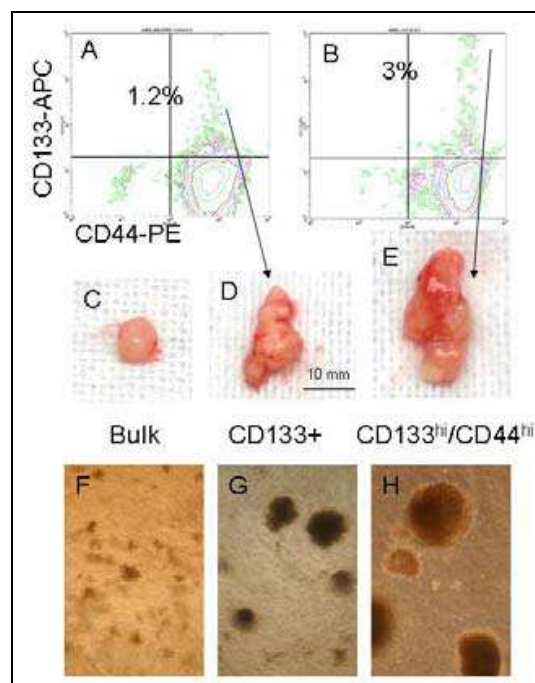 A
B
1.2%
3%
CD133-APC
CD44-PE
C
D
E
10 mm
Bulk
CD133+
CD133hi/CD44hi
F
G
H